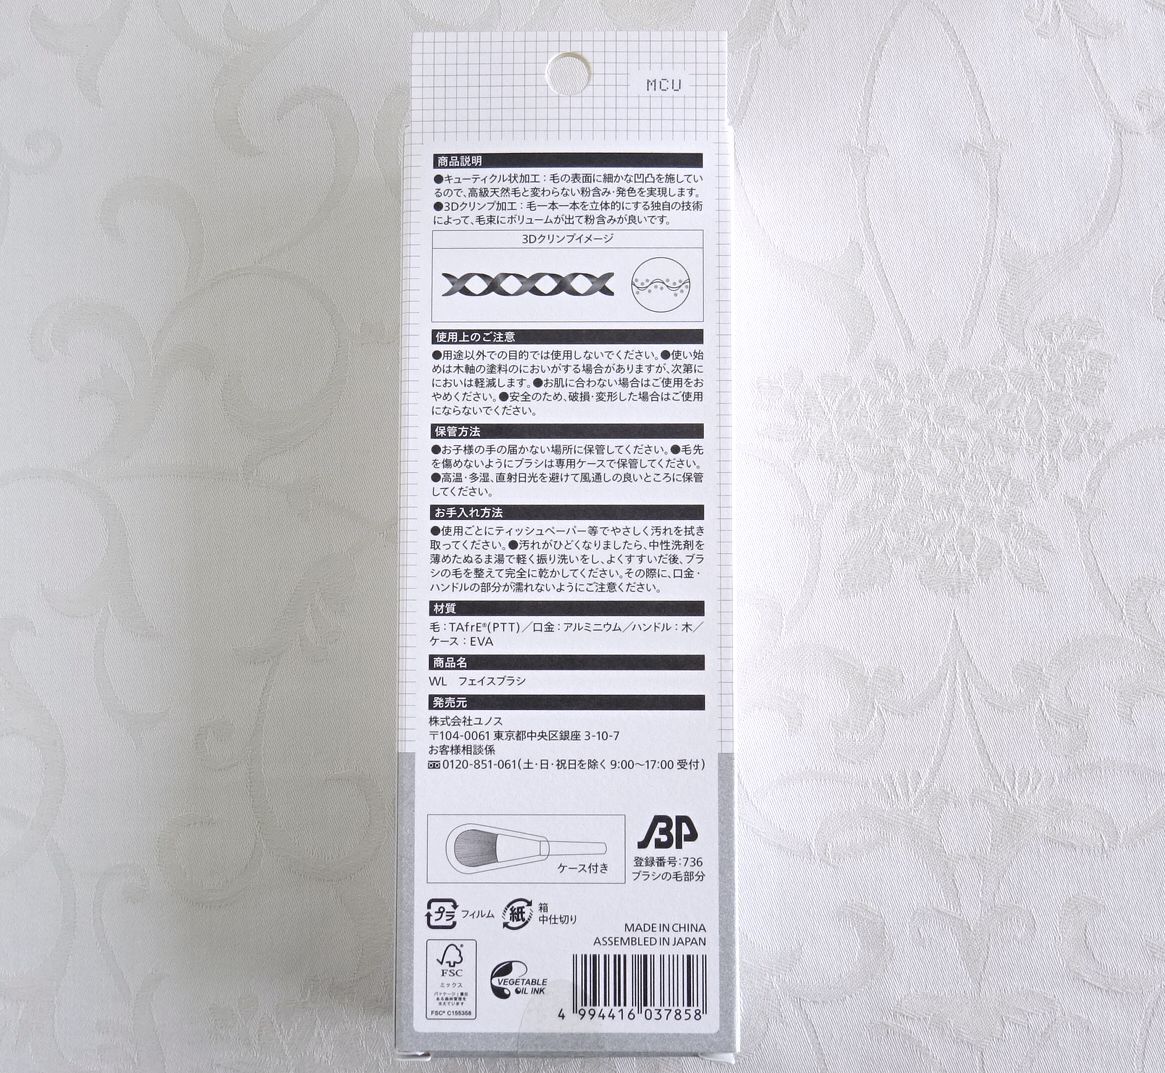 MCU
商品説明
●キューティクル状加工：毛の表面に細かな凹凸を施してい
るので、高級天然毛と変わらない粉含み・発色を実現します。
●3Dクリンプ加工：毛一本一本を立体的にする独自の技術
によって、毛束にボリュームが出て粉含みが良いです。
3Dクリンプイメージ
使用上のご注意
●用途以外での目的では使用しないでください。●使い始
めは木軸の塗料のにおいがする場合がありますが、次第に
においは軽減します。●お肌に合わない場合はご使用をお
やめください。●安全のため、破損・変形した場合はご使用
にならないでください。
保管方法
●お子様の手の届かない場所に保管してください。●毛先
を傷めないようにブラシは専用ケースで保管してください。
●高温・多湿、直射日光を避けて風通しの良いところに保管
してください。
お手入れ方法
●使用ごとにティッシュペーパー等でやさしく汚れを拭き
取ってください。●汚れがひどくなりましたら、中性洗剤を
薄めたぬるま湯で軽く振り洗いをし、よくすすいだ後、ブラ
シの毛を整えて完全に乾かしてください。その際に、口金・
ハンドルの部分が濡れないようにご注意ください。
材質
毛：TAfrE®(PTT)／口金：アルミニウム／ハンドル：木／
ケース：EVA
商品名
WL　フェイスブラシ
発売元
株式会社ユノス
〒104-0061 東京都中央区銀座 3-10-7
お客様相談係
0120-851-061(土・日・祝日を除く 9:00～17:00 受付)
ケース付き
BP
登録番号：736
ブラシの毛部分
プラ フィルム
紙 箱
中仕切り
MADE IN CHINA
ASSEMBLED IN JAPAN
FSC
ミックス
パッケージ｜責任
ある森林管理を
支えています
FSC® C155358
VEGETABLE
OIL INK
4 994416 037858